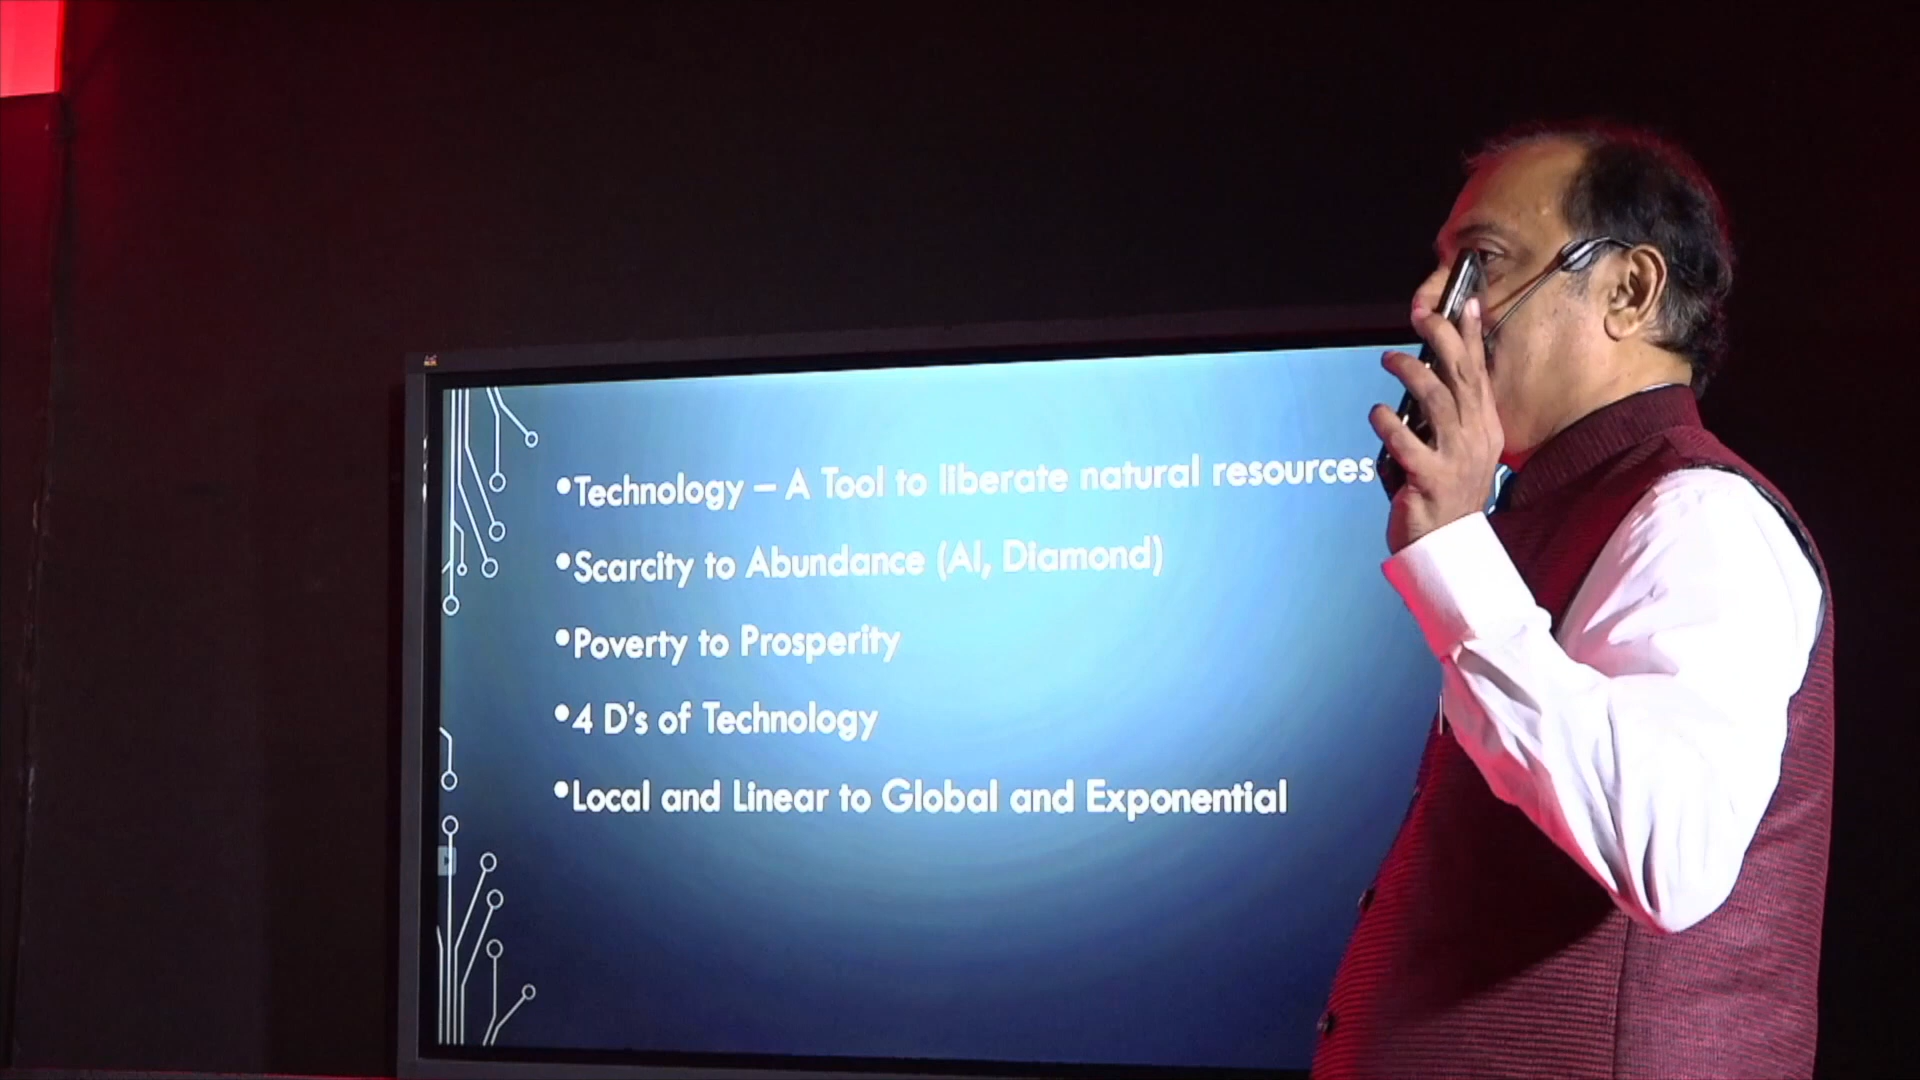 •Technology – A Tool to liberate natural resources
•Scarcity to Abundance (Al, Diamond)
•Poverty to Prosperity
•4 D's of Technology
•Local and Linear to Global and Exponential